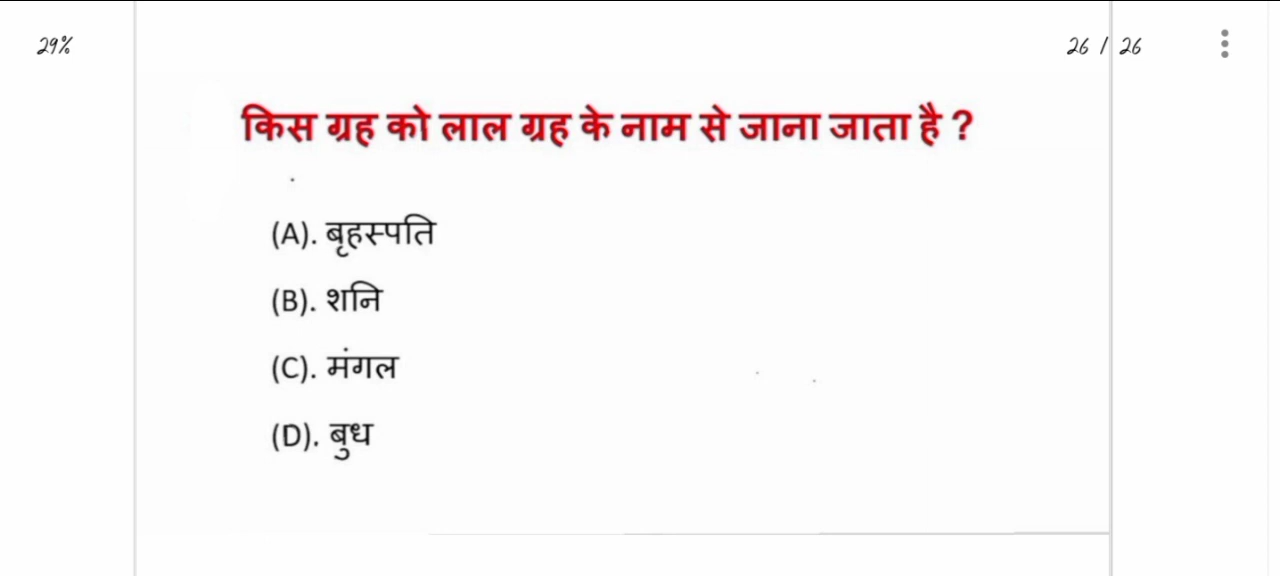 29%
26 / 26
किस ग्रह को लाल ग्रह के नाम से जाना जाता है ?
(A). बृहस्पति
(B). शनि
(C). मंगल
(D). बुध